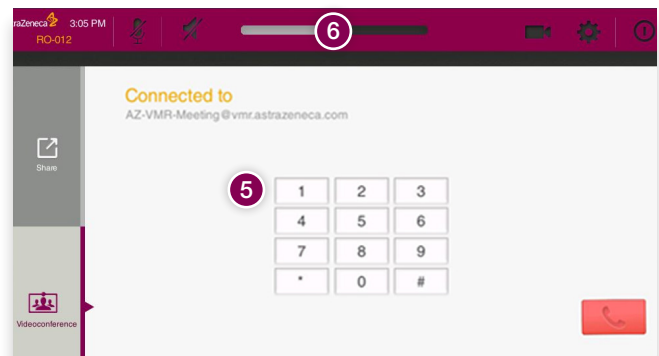 raZeneca 3:05 PM
RO-012
6
Connected to
AZ-VMR-Meeting@vmr.astrazeneca.com
Share
5
1 2 3
4 5 6
7 8 9
* 0 #
Videoconference